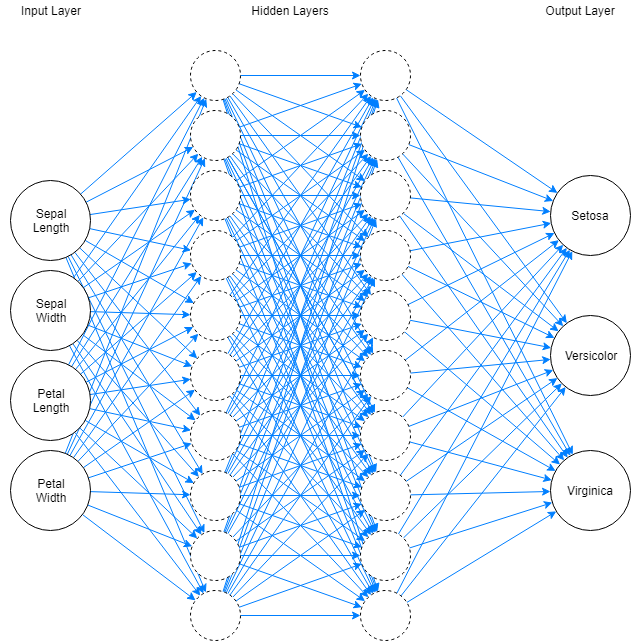 Input Layer
Hidden Layers
Output Layer
Sepal
Length
Sepal
Width
Petal
Length
Petal
Width
Setosa
Versicolor
Virginica